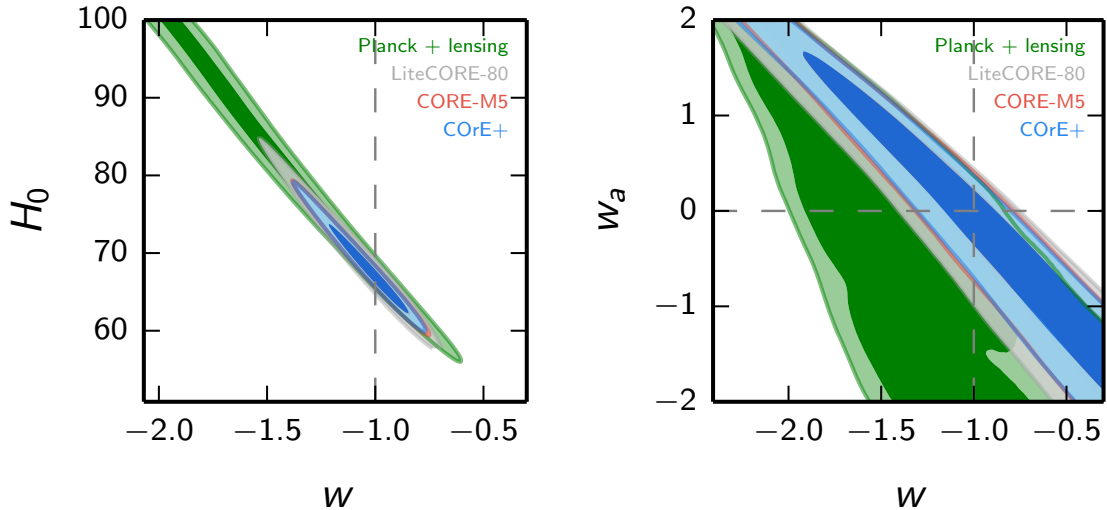 100
90
80
70
60
H0
−2.0 −1.5 −1.0 −0.5
w
Planck + lensing
LiteCORE-80
CORE-M5
COrE+
2
1
0
−1
−2
wa
−2.0 −1.5 −1.0 −0.5
w
Planck + lensing
LiteCORE-80
CORE-M5
COrE+